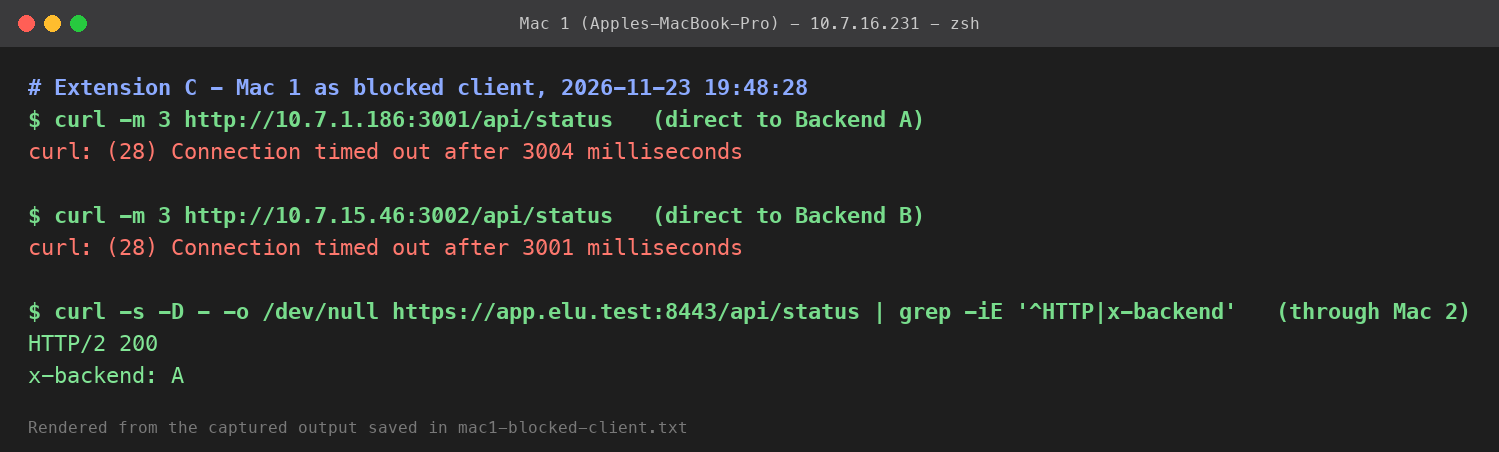 Mac 1 (Apples-MacBook-Pro) — 10.7.16.231 — zsh
# Extension C — Mac 1 as blocked client, 2026-11-23 19:48:28
$ curl -m 3 http://10.7.1.186:3001/api/status   (direct to Backend A)
curl: (28) Connection timed out after 3004 milliseconds
$ curl -m 3 http://10.7.15.46:3002/api/status   (direct to Backend B)
curl: (28) Connection timed out after 3001 milliseconds
$ curl -s -D - -o /dev/null https://app.elu.test:8443/api/status | grep -iE '^HTTP|x-backend'   (through Mac 2)
HTTP/2 200
x-backend: A
Rendered from the captured output saved in mac1-blocked-client.txt